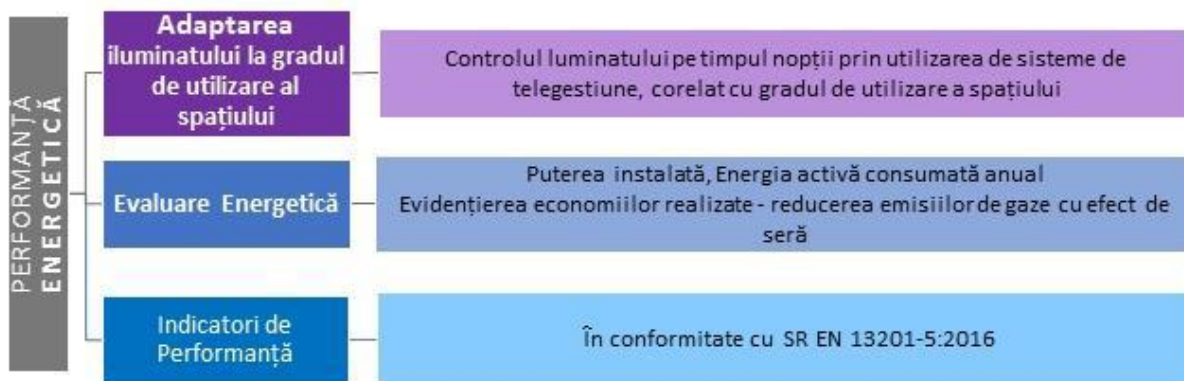 PERFORMANȚĂ
ENERGETICĂ
Adaptarea
iluminatului la gradul
de utilizare al
spațiului
Controlul luminatului pe timpul nopții prin utilizarea de sisteme de
telegestiune, corelat cu gradul de utilizare a spațiului
Evaluare Energetică
Puterea instalată, Energia activă consumată anual
Evidențierea economiilor realizate - reducerea emisiilor de gaze cu efect de
seră
Indicatori de
Performanță
În conformitate cu SR EN 13201-5:2016